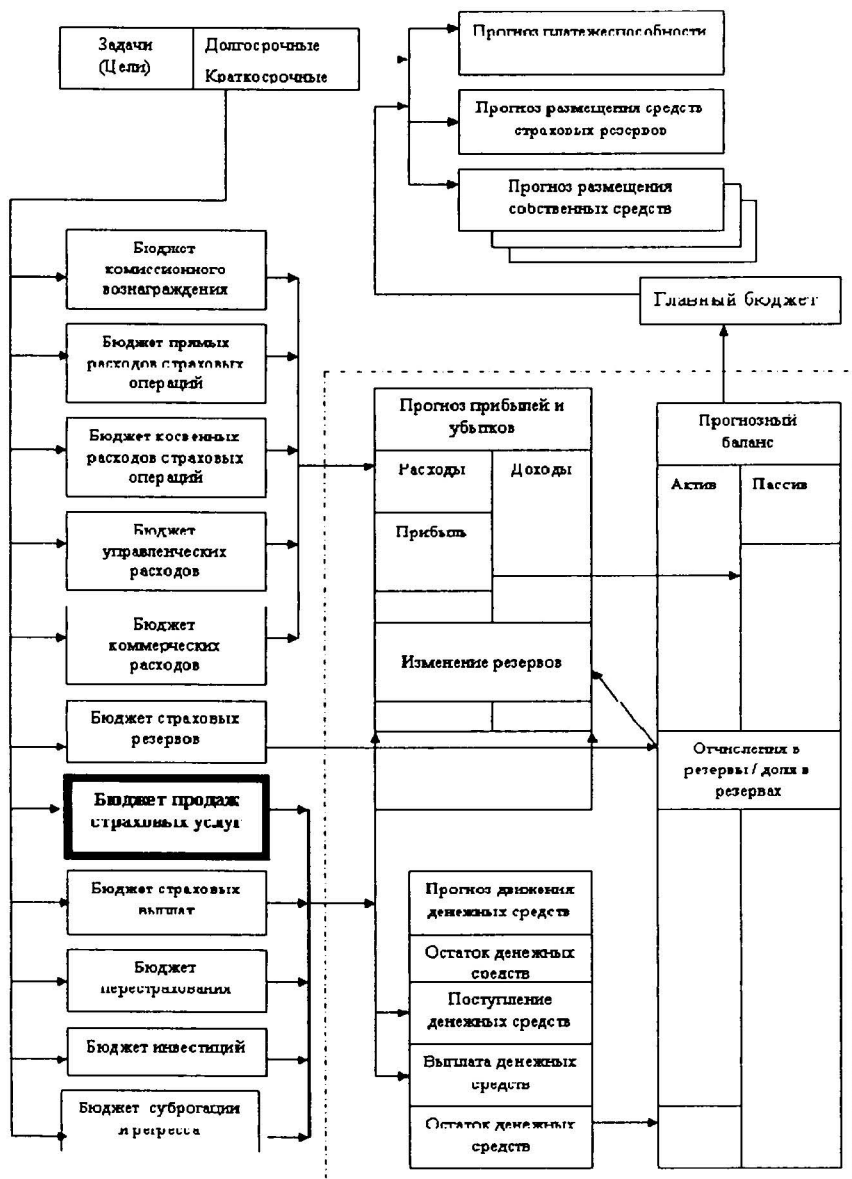 Задачи
(Цели)
Долгосрочные
Краткосрочные
Прогноз платежеспособности
Прогноз размещения средств
страховых резервов
Прогноз размещения
собственных средств
Главный бюджет
Бюджет
комиссионного
вознаграждения
Бюджет прямых
расходов страховых
операций
Бюджет косвенных
расходов страховых
операций
Бюджет
управленческих
расходов
Бюджет
коммерческих
расходов
Бюджет страховых
резервов
Бюджет продаж
страховых услуг
Бюджет страховых
выплат
Бюджет
перестрахования
Бюджет инвестиций
Бюджет суброгации
и регресса
Прогноз прибылей и
убытков
Расходы
Доходы
Прибыль
Изменение резервов
Прогноз движения
денежных средств
Остаток денежных
средств
Поступление
денежных средств
Выплата денежных
средств
Остаток денежных
средств
Прогнозный
баланс
Актив
Пассив
Отчисления в
резервы / доля в
резервах